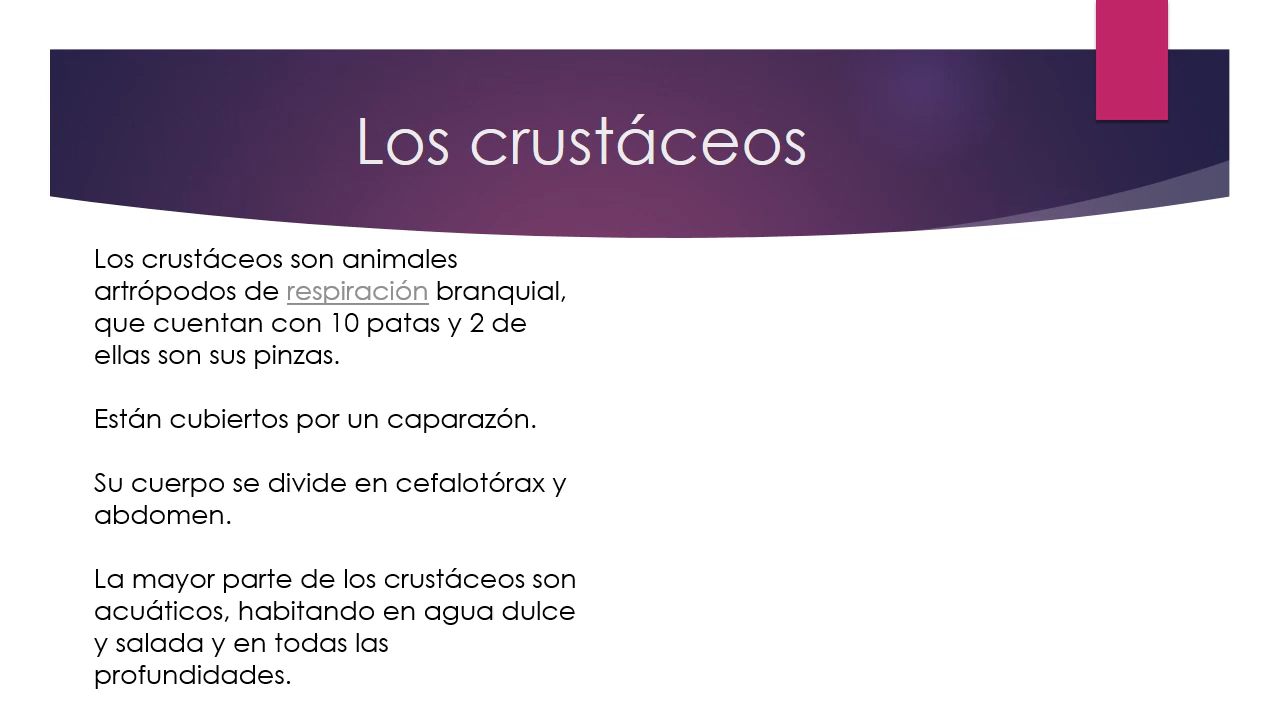 Los crustáceos
Los crustáceos son animales
artrópodos de respiración branquial,
que cuentan con 10 patas y 2 de
ellas son sus pinzas.
Están cubiertos por un caparazón.
Su cuerpo se divide en cefalotórax y
abdomen.
La mayor parte de los crustáceos son
acuáticos, habitando en agua dulce
y salada y en todas las
profundidades.